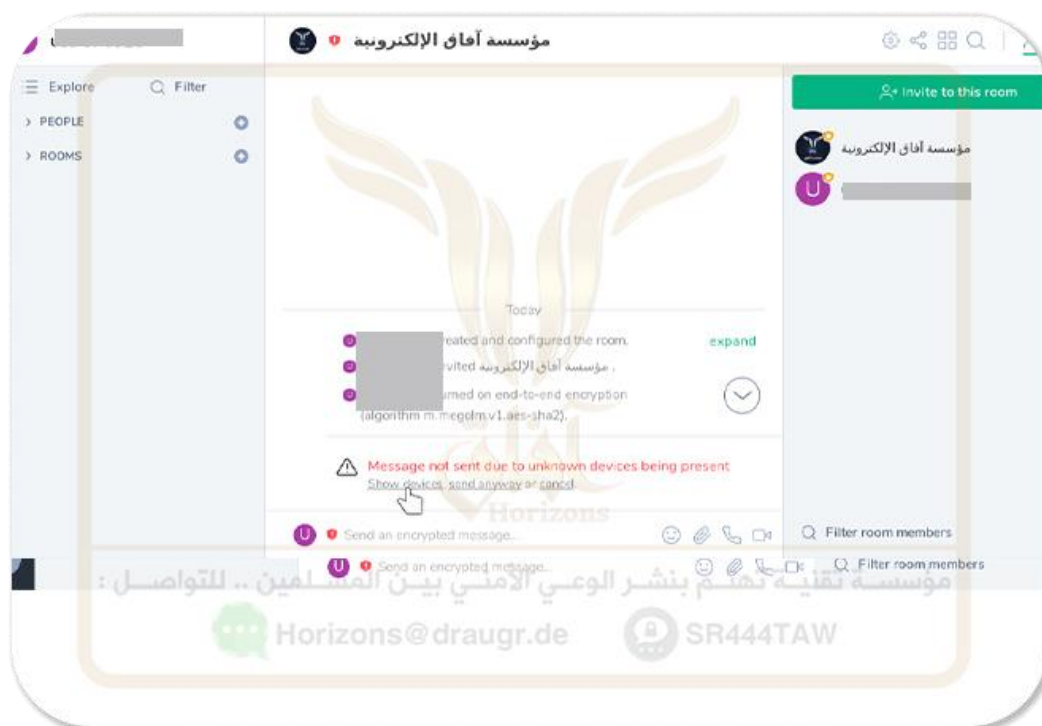 مؤسسة آفاق الإلكترونية
Explore Filter
PEOPLE
ROOMS
Invite to this room
مؤسسة آفاق الإلكترونية
U
Today
eated and configured the room.
expand
vited مؤسسة آفاق الإلكترونية .
urned on end-to-end encryption
(algorithm m.megolm.v1.aes-sha2).
آفاق
Message not sent due to unknown devices being present
Show devices, send anyway or cancel.
Horizons
U Send an encrypted message...
Filter room members
U Send an encrypted message...
Filter room members
مؤسسة تقنية تهتم بنشر الوعي الأمني بين المسلمين .. للتواصل :
Horizons@draugr.de
SR444TAW